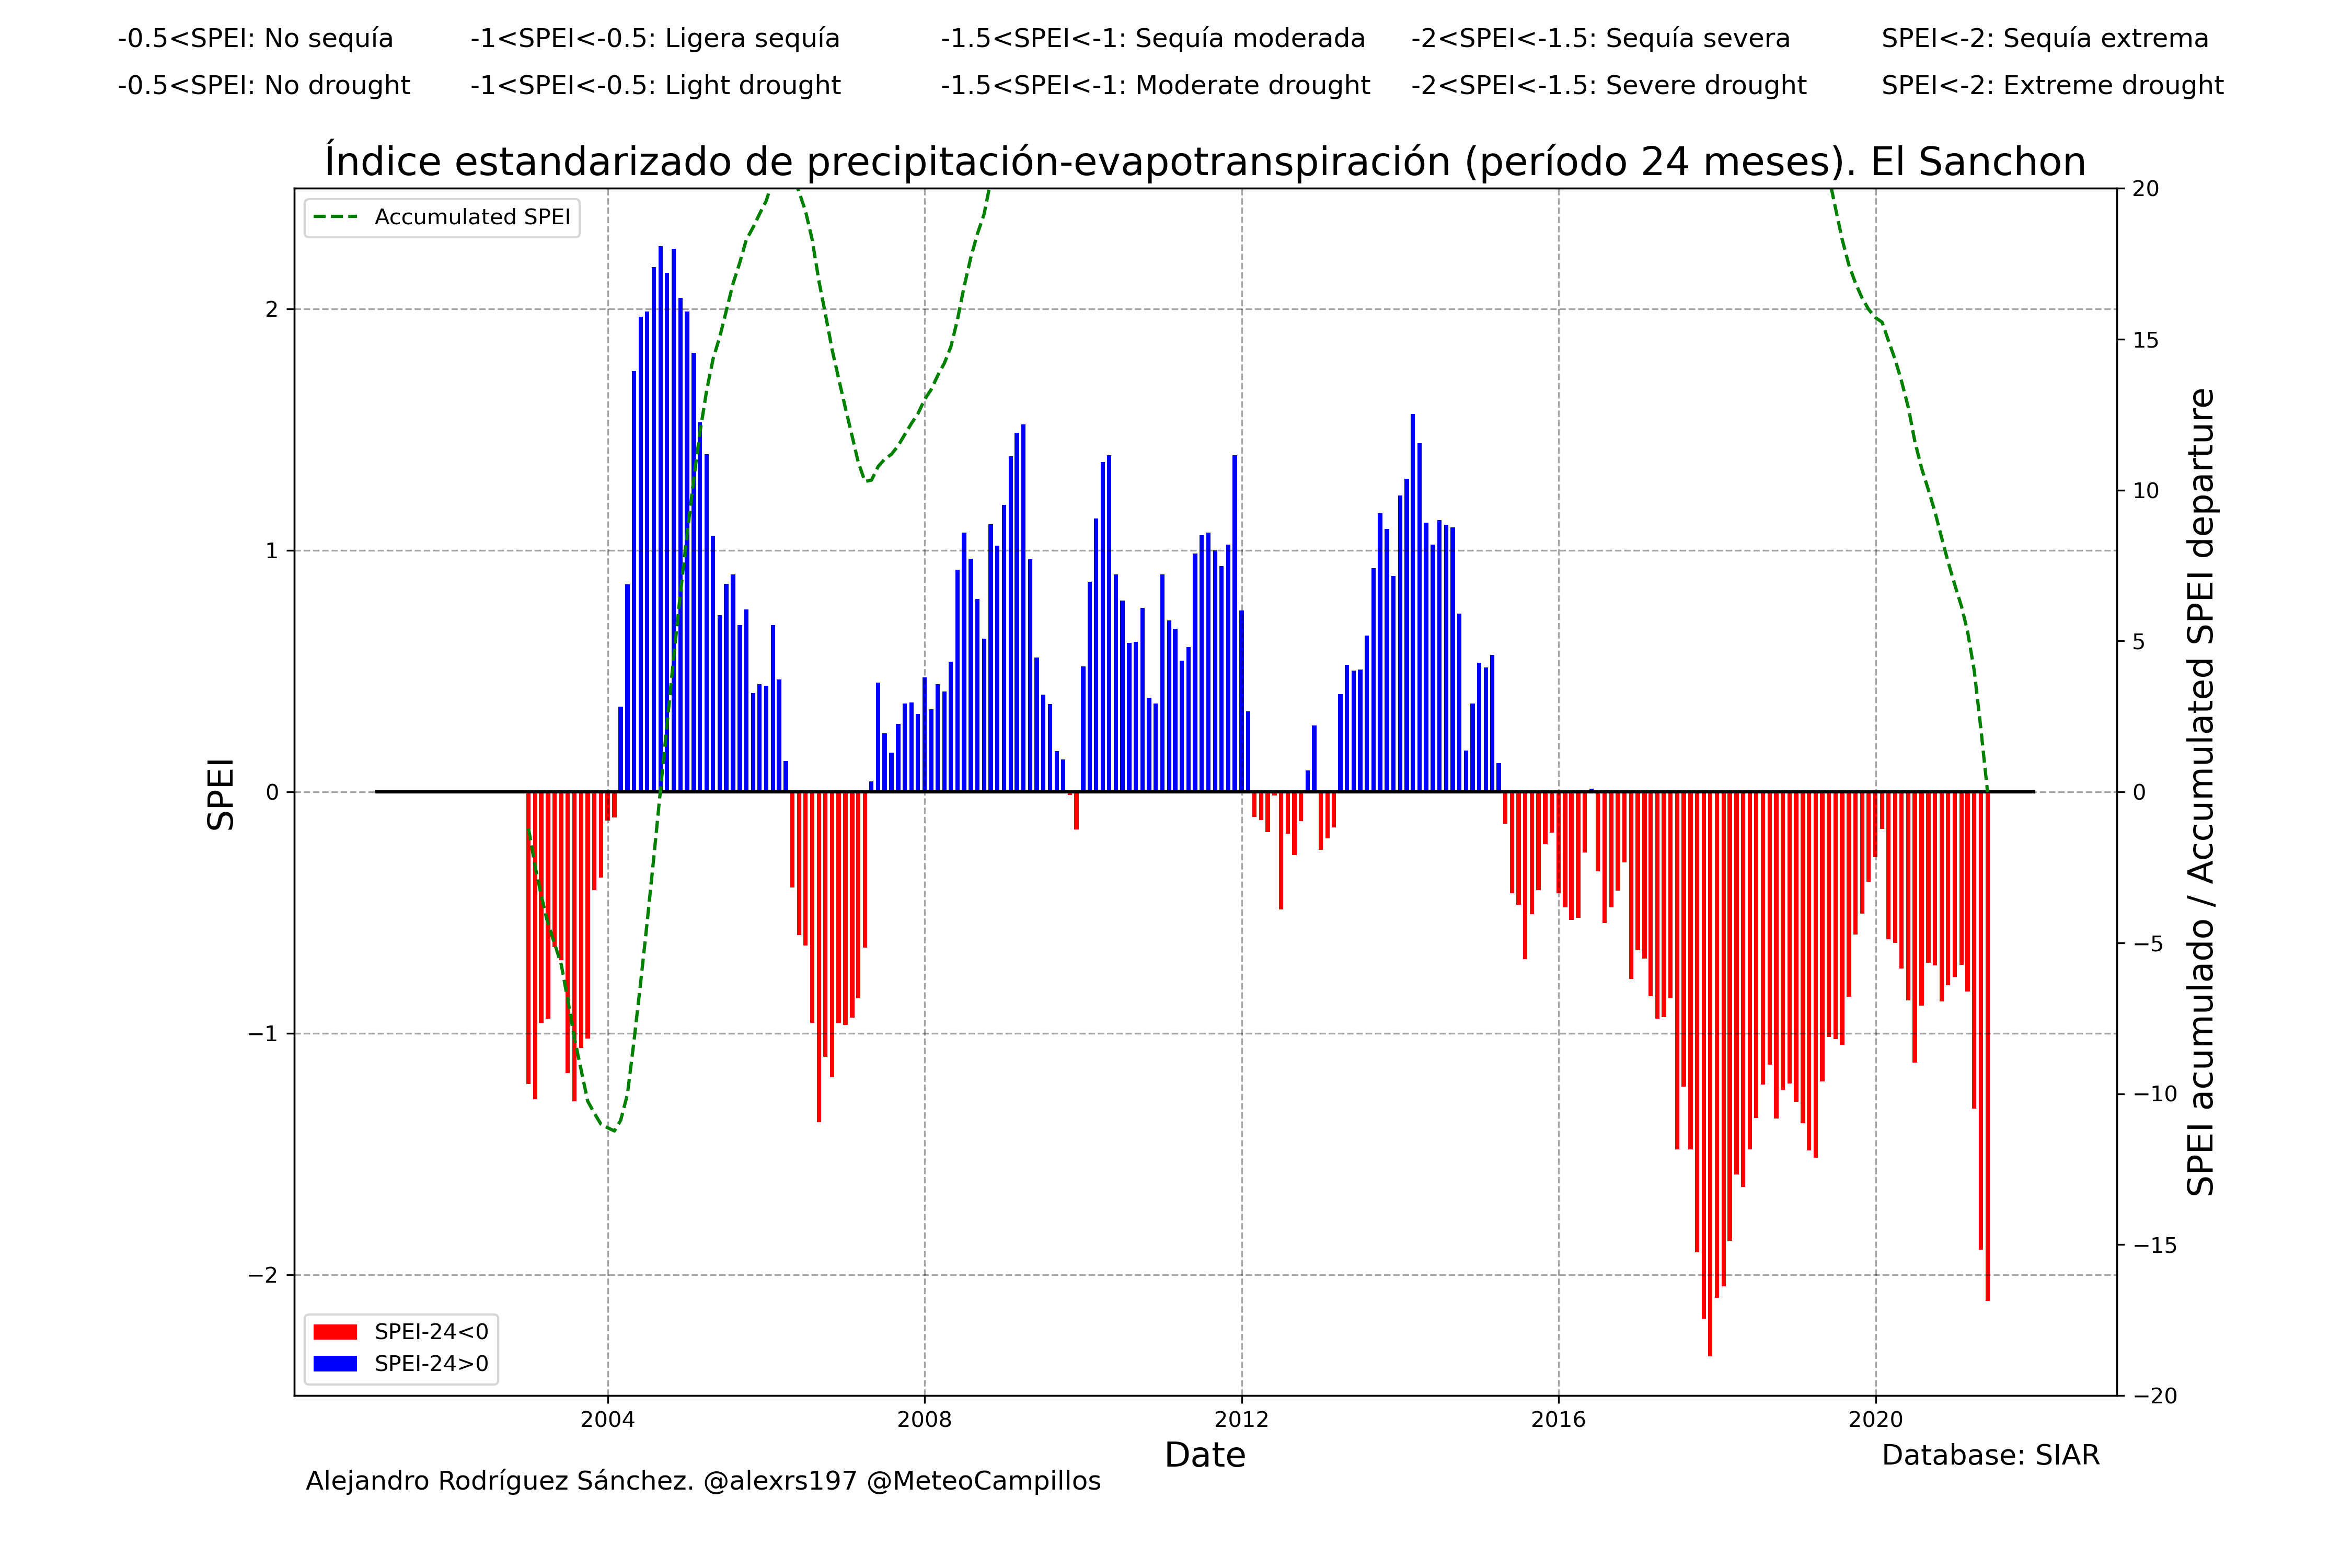 -0.5<SPEI: No sequía -1<SPEI<-0.5: Ligera sequía -1.5<SPEI<-1: Sequía moderada -2<SPEI<-1.5: Sequía severa SPEI<-2: Sequía extrema
-0.5<SPEI: No drought -1<SPEI<-0.5: Light drought -1.5<SPEI<-1: Moderate drought -2<SPEI<-1.5: Severe drought SPEI<-2: Extreme drought
Índice estandarizado de precipitación-evapotranspiración (período 24 meses). El Sanchon
Accumulated SPEI
SPEI
2
1
0
−1
−2
20
15
10
5
0
−5
−10
−15
−20
SPEI acumulado / Accumulated SPEI departure
SPEI-24<0
SPEI-24>0
2004 2008 2012 2016 2020
Date
Database: SIAR
Alejandro Rodríguez Sánchez. @alexrs197 @MeteoCampillos